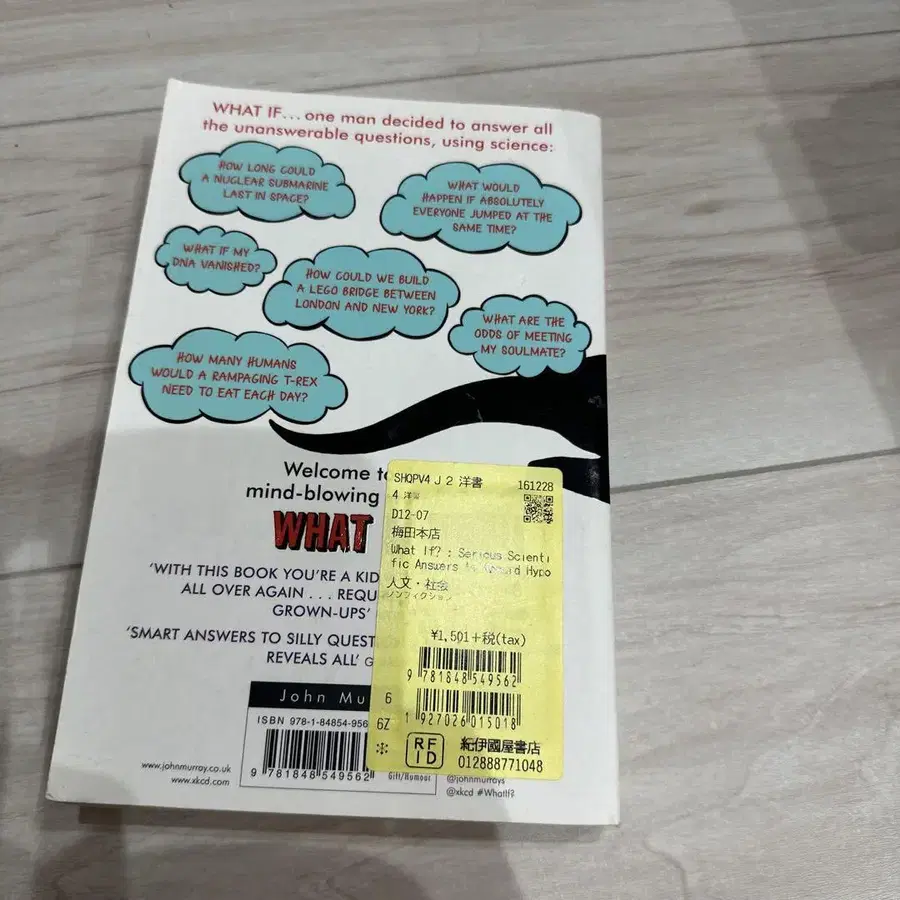 WHAT IF... one man decided to answer all
the unanswerable questions, using science:
HOW LONG COULD
A NUCLEAR SUBMARINE
LAST IN SPACE?
WHAT WOULD
HAPPEN IF ABSOLUTELY
EVERYONE JUMPED AT THE
SAME TIME?
WHAT IF MY
DNA VANISHED?
HOW COULD WE BUILD
A LEGO BRIDGE BETWEEN
LONDON AND NEW YORK?
WHAT ARE THE
ODDS OF MEETING
MY SOULMATE?
HOW MANY HUMANS
WOULD A RAMPAGING T-REX
NEED TO EAT EACH DAY?
Welcome to
mind-blowing
WHAT
'WITH THIS BOOK YOU'RE A KID
ALL OVER AGAIN . . . REQU
GROWN-UPS'
'SMART ANSWERS TO SILLY QUEST
REVEALS ALL' G
John Mu
ISBN 978-1-84854-956
9 781848 549562
www.johnmurray.co.uk
www.xkcd.com
Gift/Humour
@johnmurrays
@xkcd #WhatIf?
SHQPV4 J 2 洋書
161228
4 洋書
D12-07
梅田本店
What If? : Serious Scienti
fic Answers to Absurd Hypo
人文・社会
ノンフィクション
¥1,501+税(tax)
9 781848 549562
6
6Z
1 927026 015018
RF
ID
紀伊國屋書店
012888771048